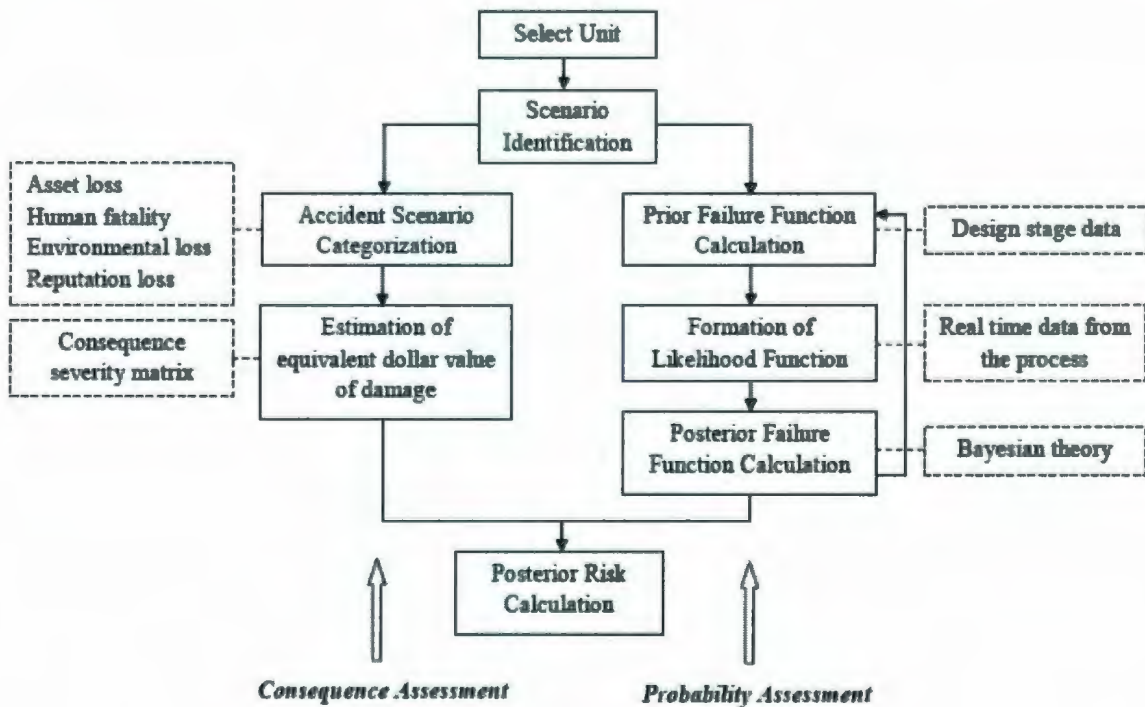 Select Unit
Scenario
Identification
Asset loss
Human fatality
Environmental loss
Reputation loss
Accident Scenario
Categorization
Prior Failure Function
Calculation
Design stage data
Consequence
severity matrix
Estimation of
equivalent dollar value
of damage
Formation of
Likelihood Function
Real time data from
the process
Posterior Failure
Function Calculation
Bayesian theory
Posterior Risk
Calculation
Consequence Assessment
Probability Assessment